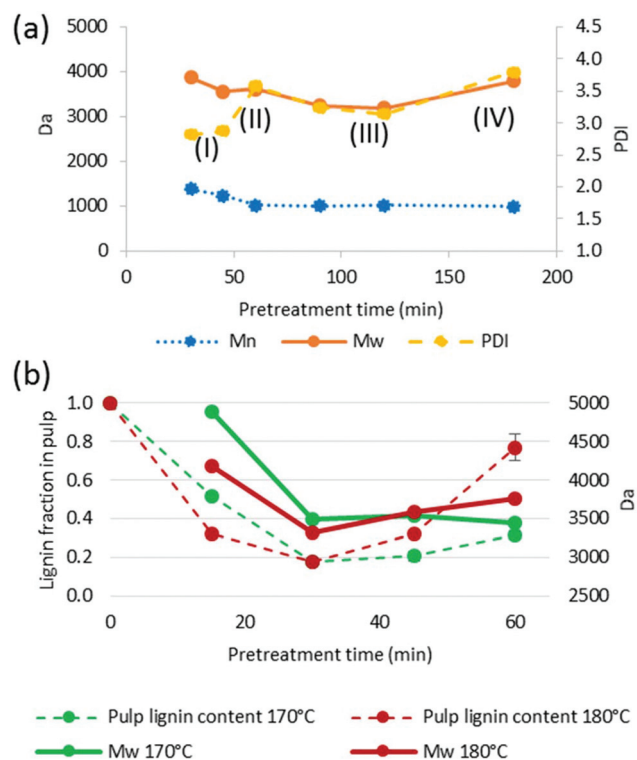 (a)
5000 4.5
4000 4.0
3000 3.5
2000 3.0
1000 2.5
0 2.0
1.5
1.0
Da
PDI
(I) (II) (III) (IV)
0 50 100 150 200
Pretreatment time (min)
Mn Mw PDI
(b)
1.0 5000
0.8 4500
0.6 4000
0.4 3500
0.2 3000
0.0 2500
Lignin fraction in pulp
Da
0 20 40 60
Pretreatment time (min)
Pulp lignin content 170°C Pulp lignin content 180°C
Mw 170°C Mw 180°C